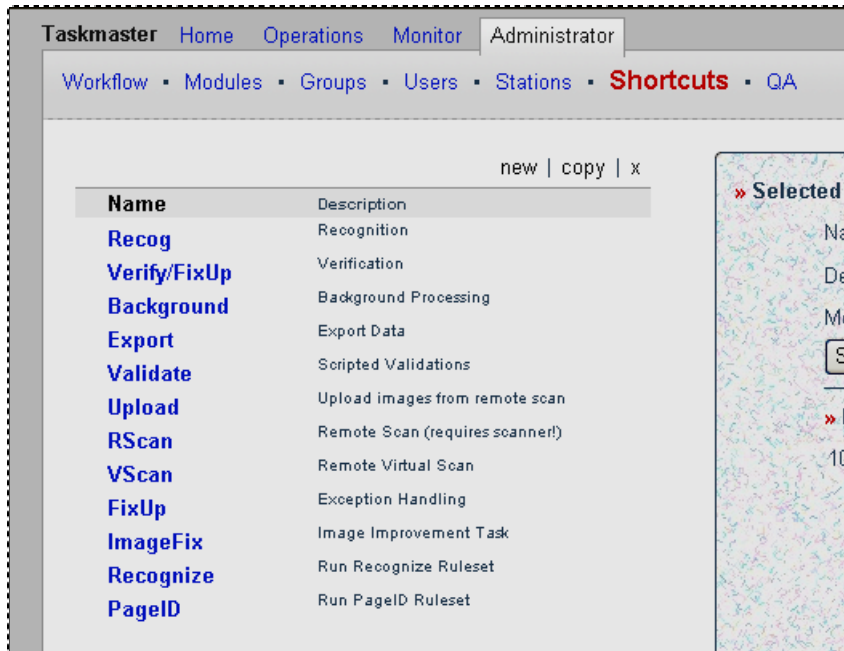 Taskmaster Home Operations Monitor Administrator
Workflow ▪ Modules ▪ Groups ▪ Users ▪ Stations ▪ Shortcuts ▪ QA
new | copy | x
Name Description
Recog Recognition
Verify/FixUp Verification
Background Background Processing
Export Export Data
Validate Scripted Validations
Upload Upload images from remote scan
RScan Remote Scan (requires scanner!)
VScan Remote Virtual Scan
FixUp Exception Handling
ImageFix Image Improvement Task
Recognize Run Recognize Ruleset
PageID Run PageID Ruleset
» Selected
»
10